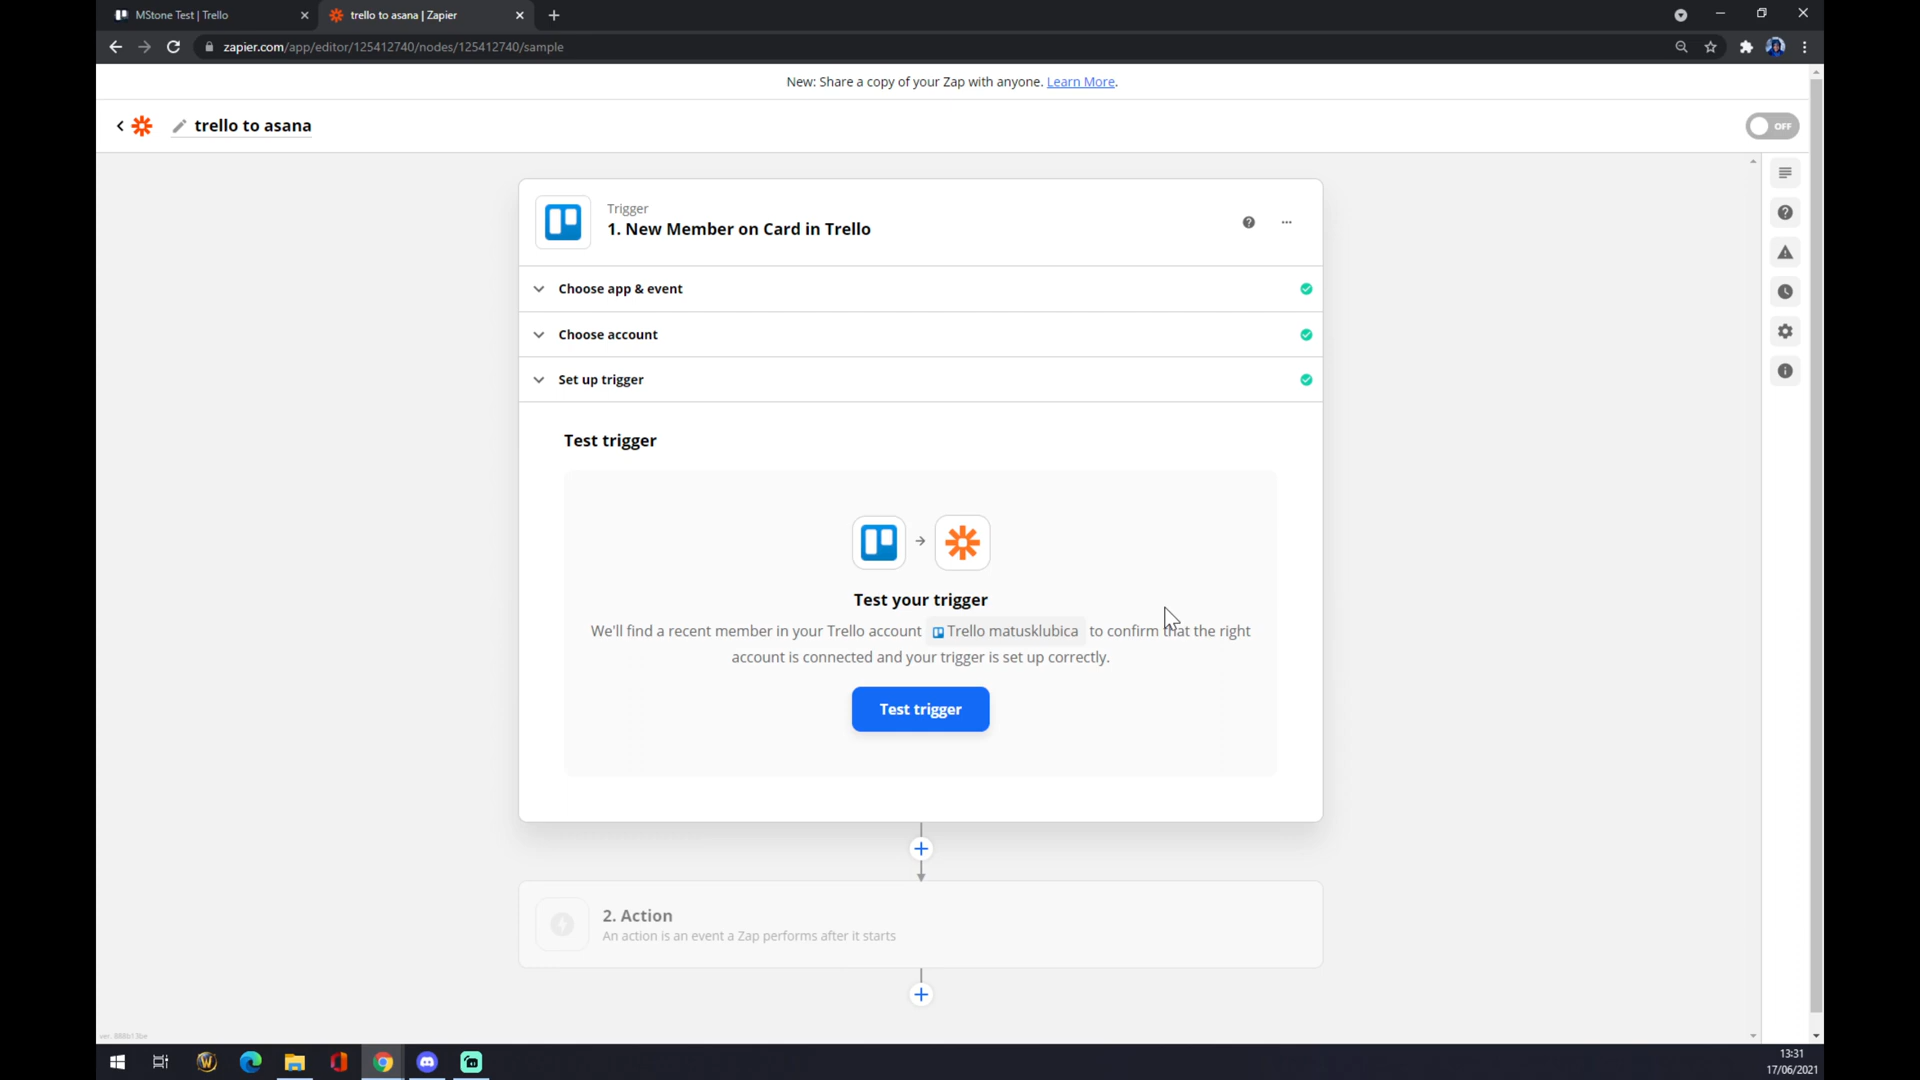 MStone Test | Trello
trello to asana | Zapier
zapier.com/app/editor/125412740/nodes/125412740/sample
New: Share a copy of your Zap with anyone. Learn More.
trello to asana
OFF
Trigger
1. New Member on Card in Trello
Choose app & event
Choose account
Set up trigger
Test trigger
Test your trigger
We'll find a recent member in your Trello account Trello matusklubica to confirm that the right
account is connected and your trigger is set up correctly.
Test trigger
2. Action
An action is an event a Zap performs after it starts
13:31
17/06/2021